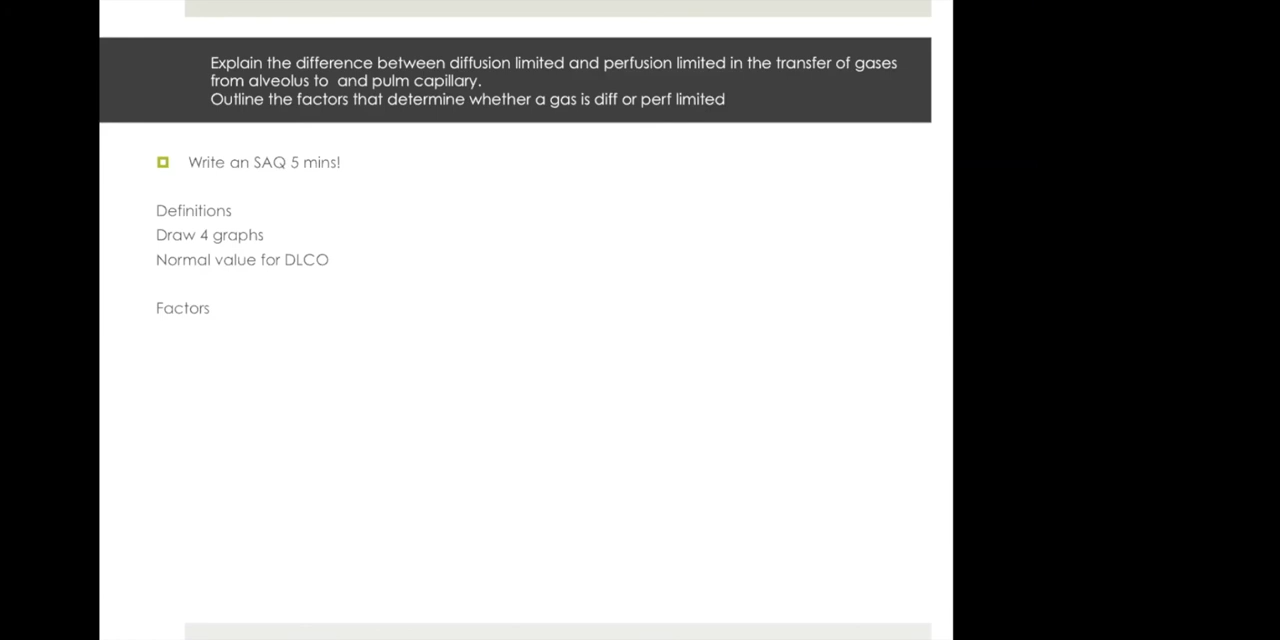 Explain the difference between diffusion limited and perfusion limited in the transfer of gases
from alveolus to  and pulm capillary.
Outline the factors that determine whether a gas is diff or perf limited
Write an SAQ 5 mins!
Definitions
Draw 4 graphs
Normal value for DLCO
Factors